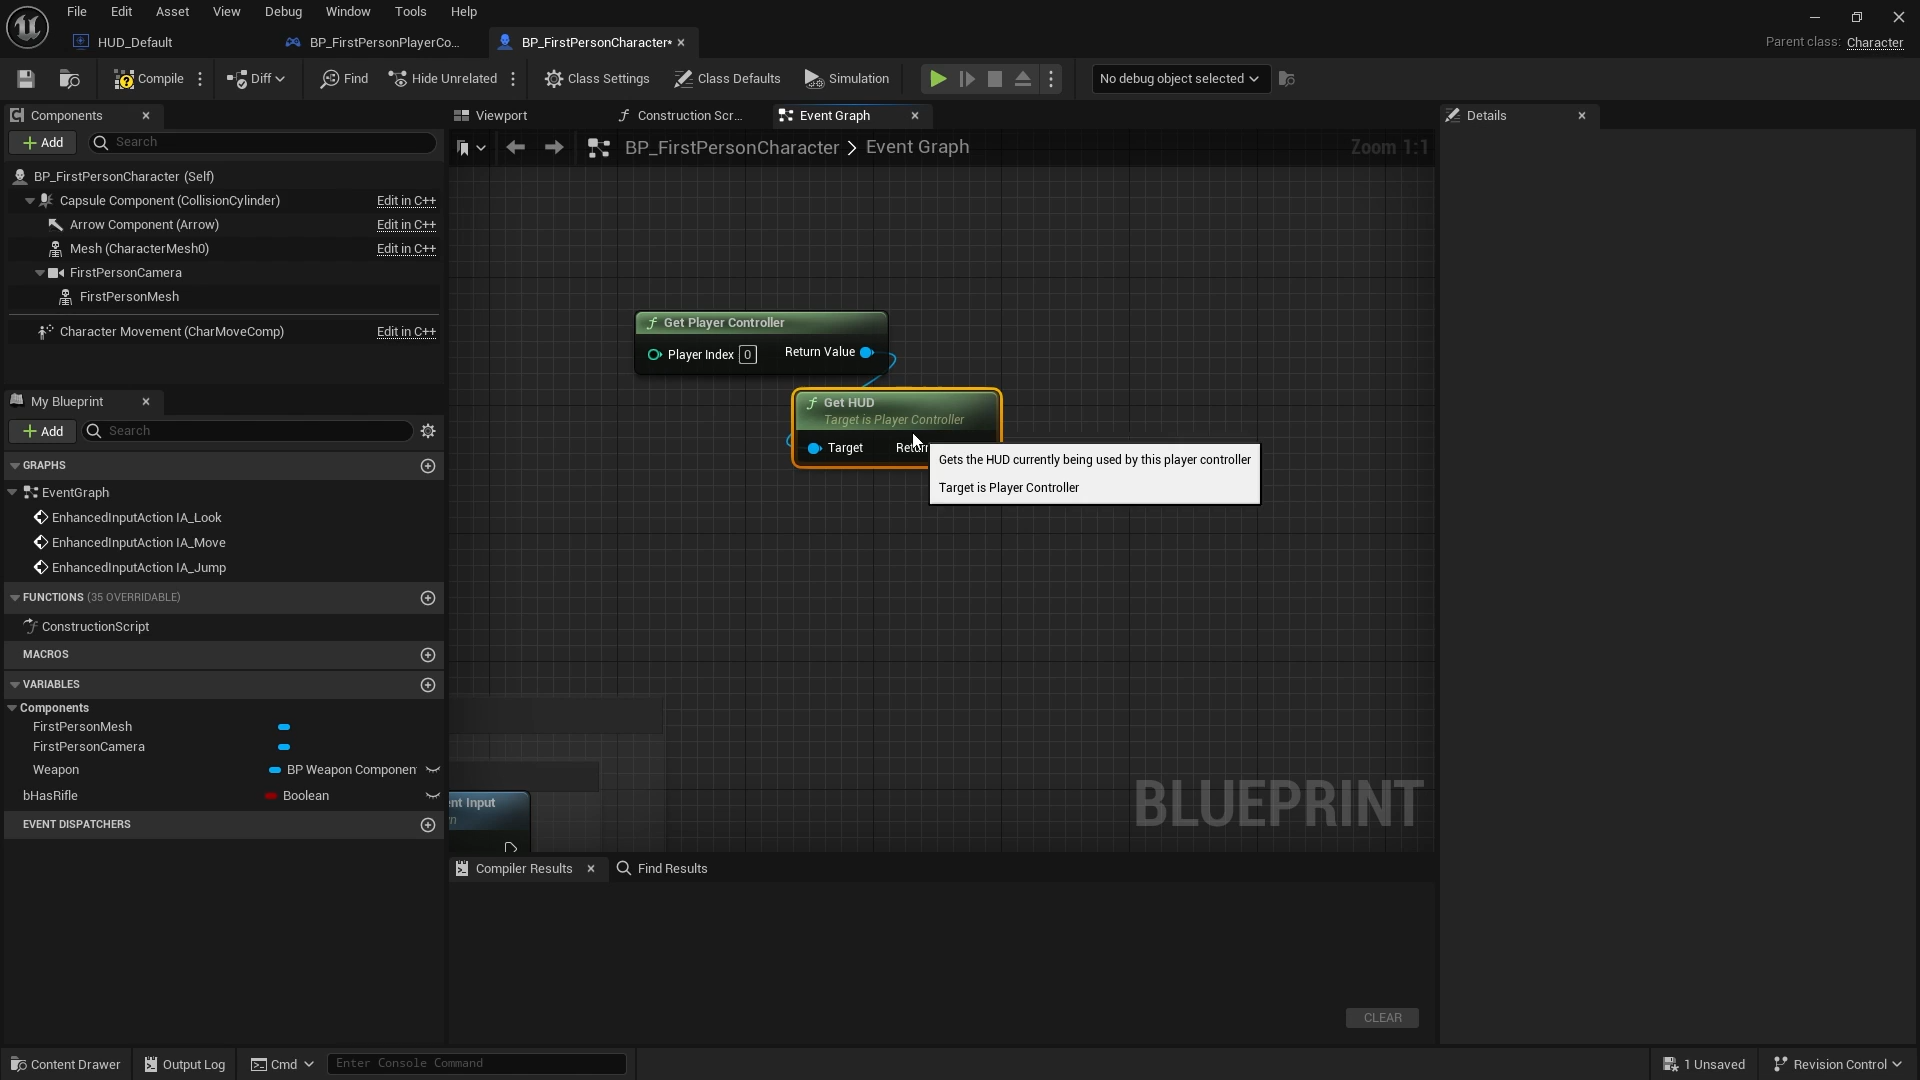 File Edit Asset View Debug Window Tools Help
HUD_Default BP_FirstPersonPlayerCo... BP_FirstPersonCharacter*
Parent class: Character
Compile Diff Find Hide Unrelated Class Settings Class Defaults Simulation No debug object selected
Components
Add Search
BP_FirstPersonCharacter (Self)
Capsule Component (CollisionCylinder) Edit in C++
Arrow Component (Arrow) Edit in C++
Mesh (CharacterMesh0) Edit in C++
FirstPersonCamera
FirstPersonMesh
Character Movement (CharMoveComp) Edit in C++
My Blueprint
Add Search
GRAPHS
EventGraph
EnhancedInputAction IA_Look
EnhancedInputAction IA_Move
EnhancedInputAction IA_Jump
FUNCTIONS (35 OVERRIDABLE)
ConstructionScript
MACROS
VARIABLES
Components
FirstPersonMesh
FirstPersonCamera
Weapon BP Weapon Componen
bHasRifle Boolean
EVENT DISPATCHERS
Viewport Construction Scr... Event Graph
BP_FirstPersonCharacter > Event Graph
Zoom 1:1
Get Player Controller
Player Index 0 Return Value
Get HUD
Target is Player Controller
Target Return
Gets the HUD currently being used by this player controller
Target is Player Controller
ent Input
BLUEPRINT
Compiler Results Find Results
CLEAR
Details
Content Drawer Output Log Cmd Enter Console Command 1 Unsaved Revision Control